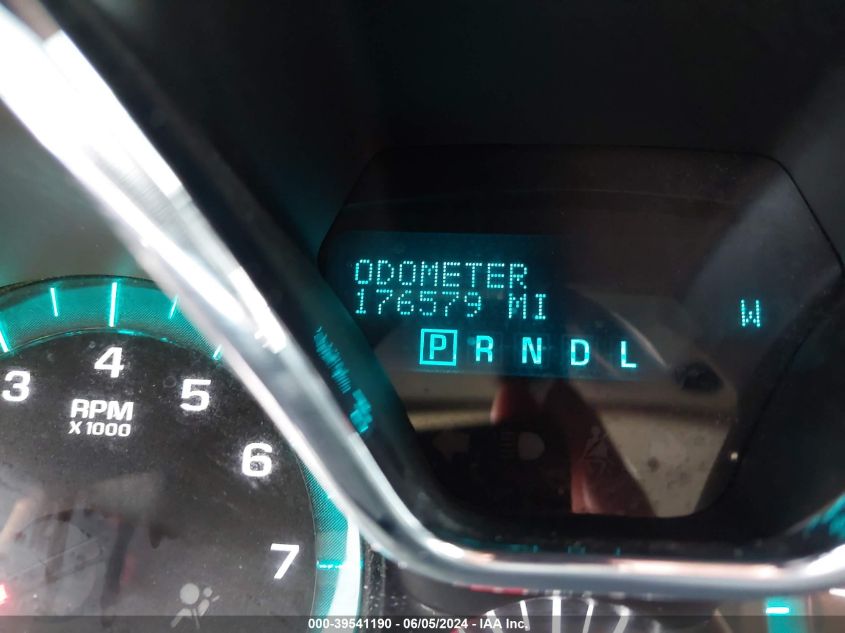 ODOMETER
176579 MI
W
P R N D L
3 4 5 6 7
RPM
X 1000
000-39541190 - 06/05/2024 - IAA Inc.